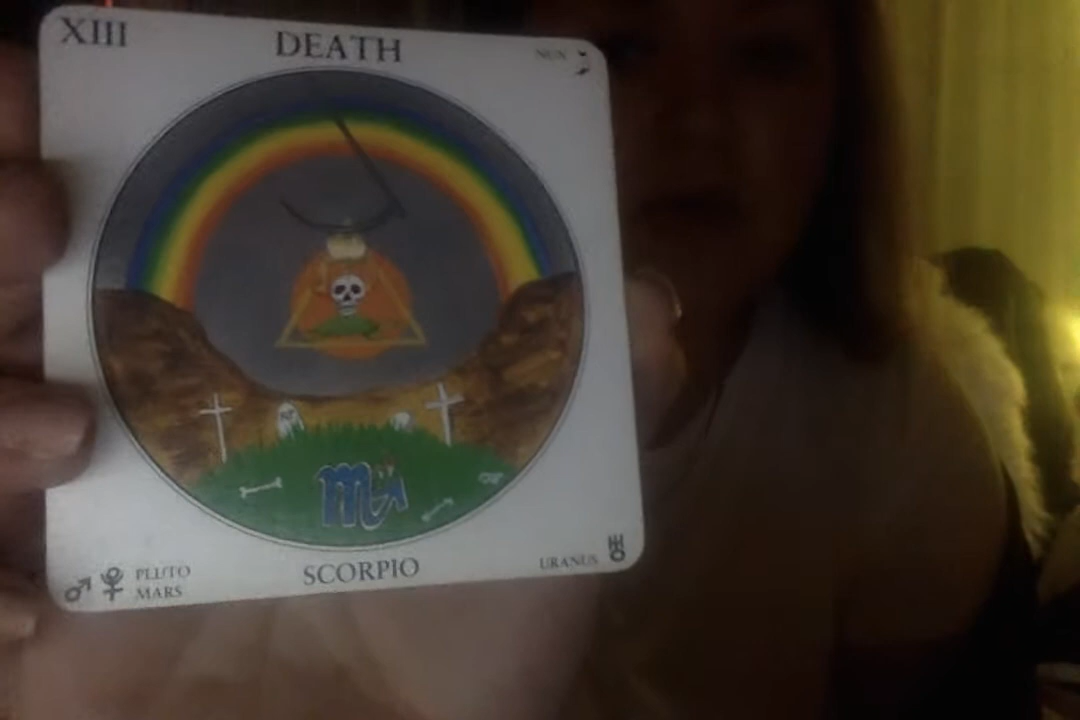 XIII
DEATH
NUN
SCORPIO
PLUTO
MARS
URANUS